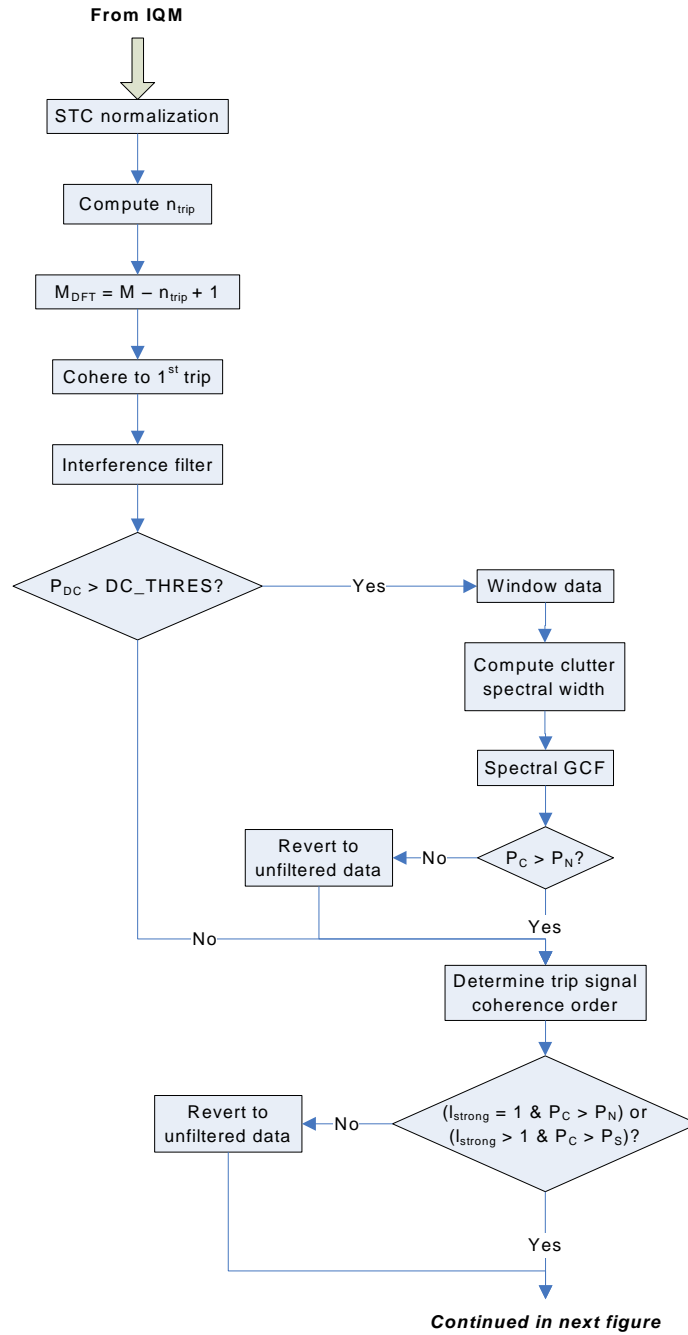 From IQM
STC normalization
Compute n_trip
M_DFT = M – n_trip + 1
Cohere to 1^st trip
Interference filter
P_DC > DC_THRES?
Yes
Window data
Compute clutter
spectral width
Spectral GCF
Revert to
unfiltered data
No
P_C > P_N?
Yes
No
Determine trip signal
coherence order
Revert to
unfiltered data
No
(I_strong = 1 & P_C > P_N) or
(I_strong > 1 & P_C > P_S)?
Yes
Continued in next figure